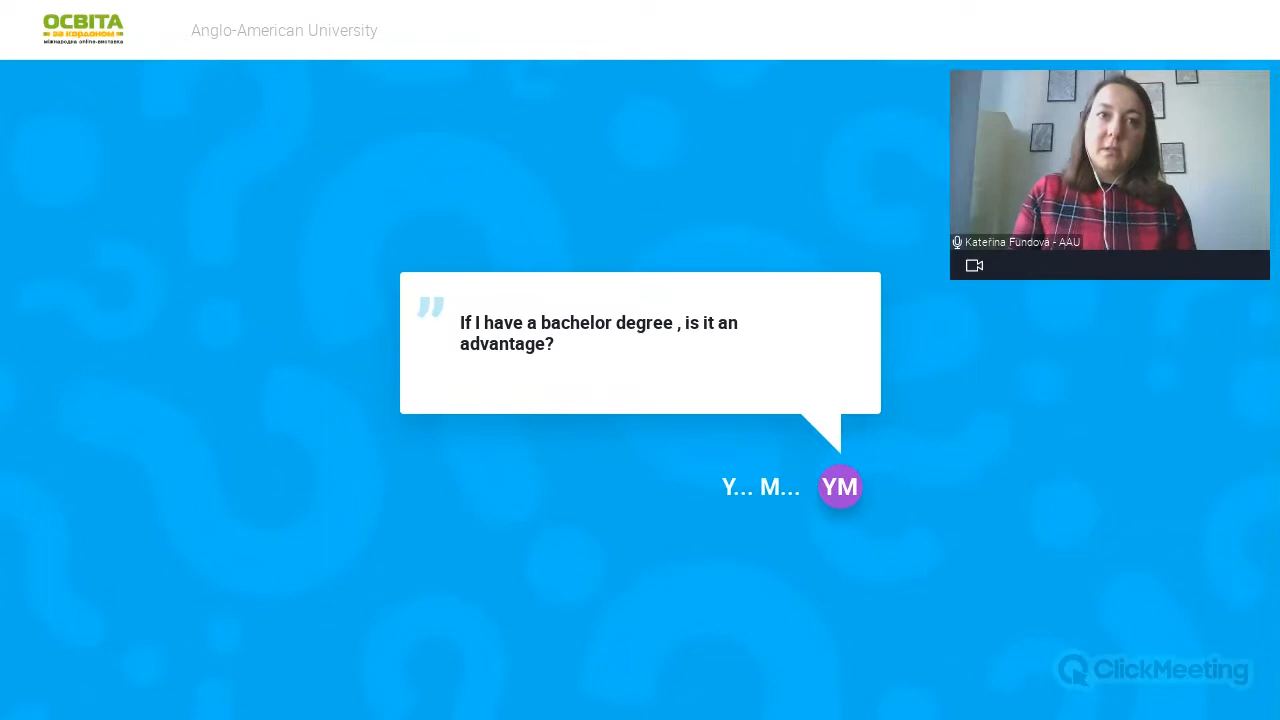 ОСВІТА
за кордоном
міжнародна online-виставка
Anglo-American University
Kateřina Fundová - AAU
If I have a bachelor degree , is it an
advantage?
Y... M...
YM
ClickMeeting